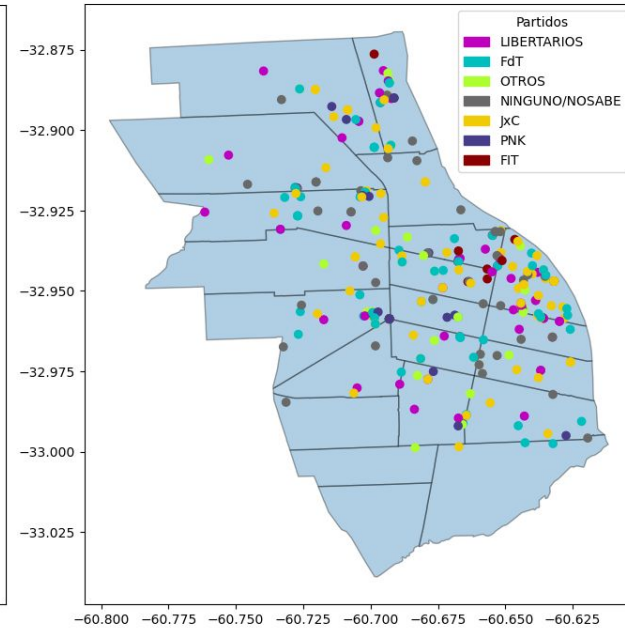 Partidos
LIBERTARIOS
FdT
OTROS
NINGUNO/NOSABE
JxC
PNK
FIT
−32.875
−32.900
−32.925
−32.950
−32.975
−33.000
−33.025
−60.800 −60.775 −60.750 −60.725 −60.700 −60.675 −60.650 −60.625